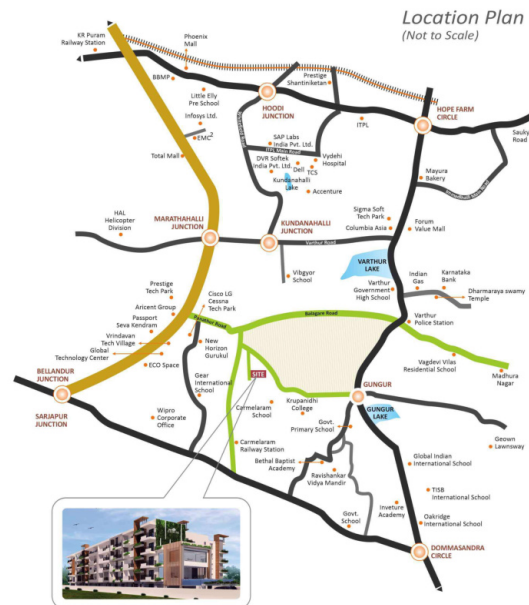 Location Plan
(Not to Scale)
KR Puram
Railway Station
Phoenix
Mall
BBMP
Little Elly
Pre School
Infosys Ltd.
EMC2
Total Mall
HOODI
JUNCTION
Prestige
Shantiniketan
ITPL
HOPE FARM
CIRCLE
Sauky
Road
SAP Labs
India Pvt. Ltd.
DVR Softek
India Pvt. Ltd.
Dell
TCS
Vydehi
Hospital
Kundanahalli
Lake
Accenture
Mayura
Bakery
Sigma Soft
Tech Park
Columbia Asia
Forum
Value Mall
HAL
Helicopter
Division
MARATHAHALLI
JUNCTION
KUNDANAHALLI
JUNCTION
Varthur Road
VARTHUR
LAKE
Vibgyor
School
Varthur
Government
High School
Indian
Gas
Karnataka
Bank
Dharmaraya swamy
Temple
Prestige
Tech Park
Cisco LG
Cessna
Tech Park
Aricent Group
Passport
Seva Kendram
Vrindavan
Tech Village
Global
Technology Center
ECO Space
Panathur Road
Balagere Road
Varthur
Police Station
New
Horizon
Gurukul
Vagdevi Vilas
Residential School
Madhura
Nagar
BELLANDUR
JUNCTION
SARJAPUR
JUNCTION
Gear
International
School
SITE
GUNGUR
GUNGUR
LAKE
Wipro
Corporate
Office
Carmelaram
School
Krupanidhi
College
Govt.
Primary School
Geown
Lawnsway
Carmelaram
Railway Station
Bethal Baptist
Academy
Ravishankar
Vidya Mandir
Global Indian
International School
TISB
International School
Inveture
Academy
Oakridge
International School
Govt.
School
DOMMASANDRA
CIRCLE